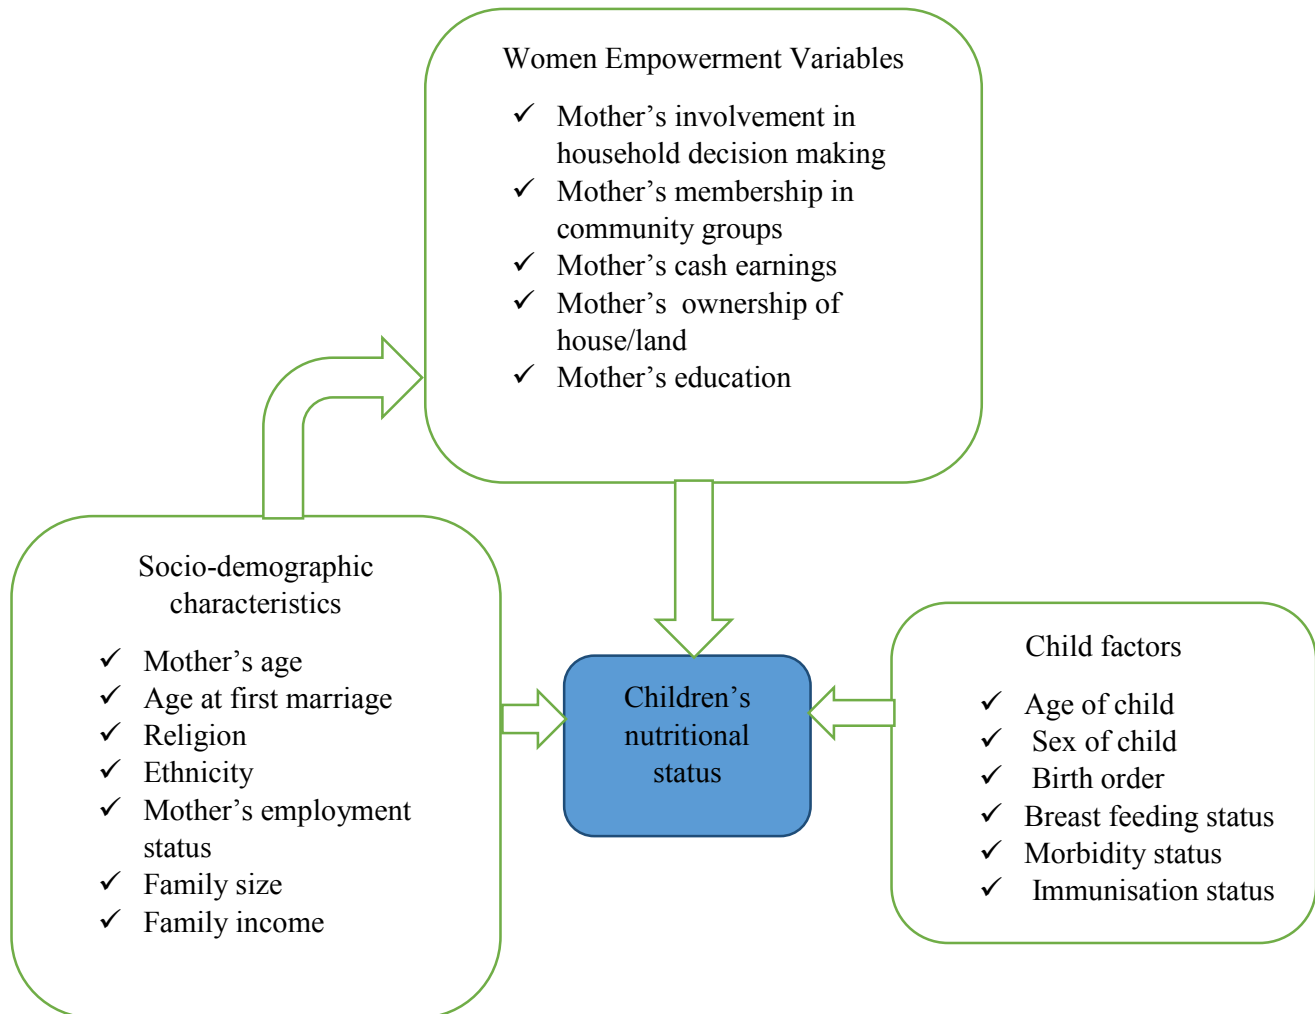 Women Empowerment Variables
✓ Mother’s involvement in
household decision making
✓ Mother’s membership in
community groups
✓ Mother’s cash earnings
✓ Mother’s ownership of
house/land
✓ Mother’s education
Socio-demographic
characteristics
✓ Mother’s age
✓ Age at first marriage
✓ Religion
✓ Ethnicity
✓ Mother’s employment
status
✓ Family size
✓ Family income
Children’s
nutritional
status
Child factors
✓ Age of child
✓ Sex of child
✓ Birth order
✓ Breast feeding status
✓ Morbidity status
✓ Immunisation status